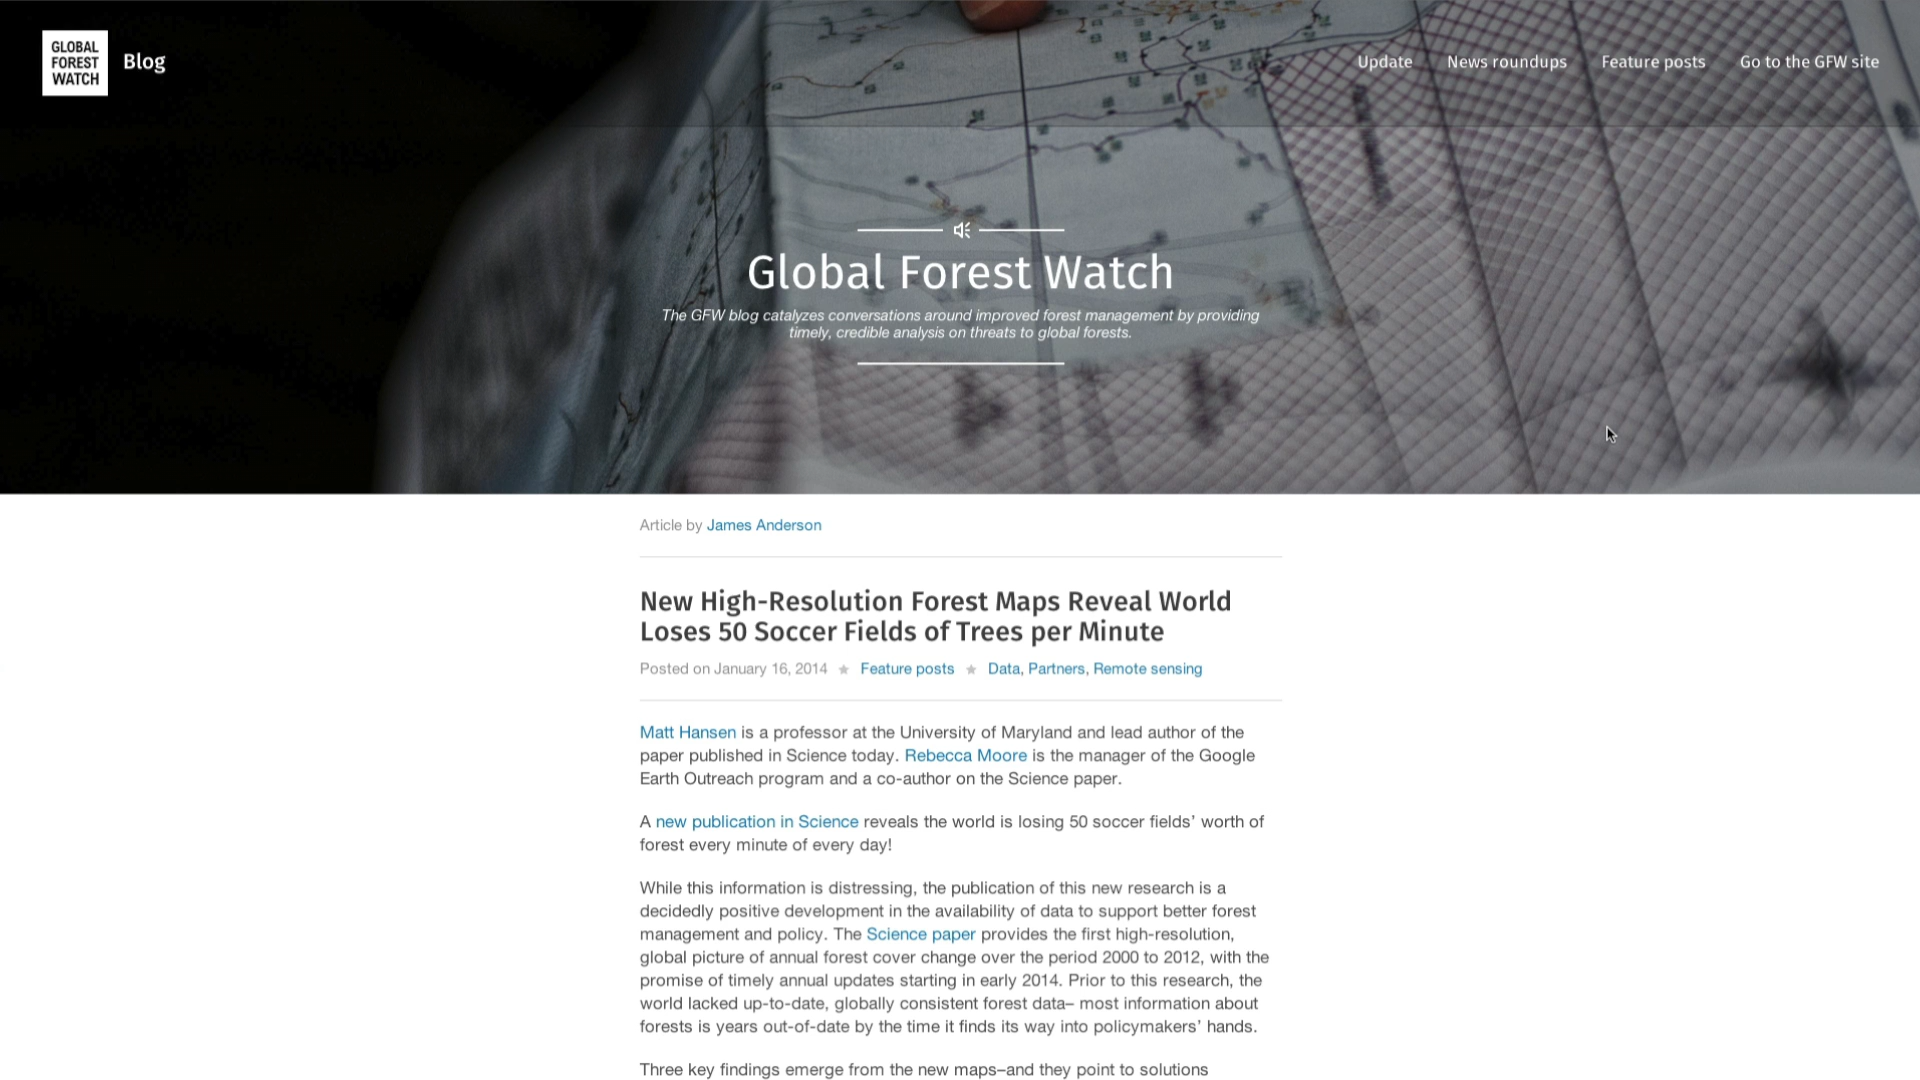 GLOBAL
FOREST
WATCH
Blog
Update News roundups Feature posts Go to the GFW site
Global Forest Watch
The GFW blog catalyzes conversations around improved forest management by providing
timely, credible analysis on threats to global forests.
Article by James Anderson
New High-Resolution Forest Maps Reveal World
Loses 50 Soccer Fields of Trees per Minute
Posted on January 16, 2014 ★ Feature posts ★ Data, Partners, Remote sensing
Matt Hansen is a professor at the University of Maryland and lead author of the
paper published in Science today. Rebecca Moore is the manager of the Google
Earth Outreach program and a co-author on the Science paper.
A new publication in Science reveals the world is losing 50 soccer fields’ worth of
forest every minute of every day!
While this information is distressing, the publication of this new research is a
decidedly positive development in the availability of data to support better forest
management and policy. The Science paper provides the first high-resolution,
global picture of annual forest cover change over the period 2000 to 2012, with the
promise of timely annual updates starting in early 2014. Prior to this research, the
world lacked up-to-date, globally consistent forest data– most information about
forests is years out-of-date by the time it finds its way into policymakers’ hands.
Three key findings emerge from the new maps–and they point to solutions